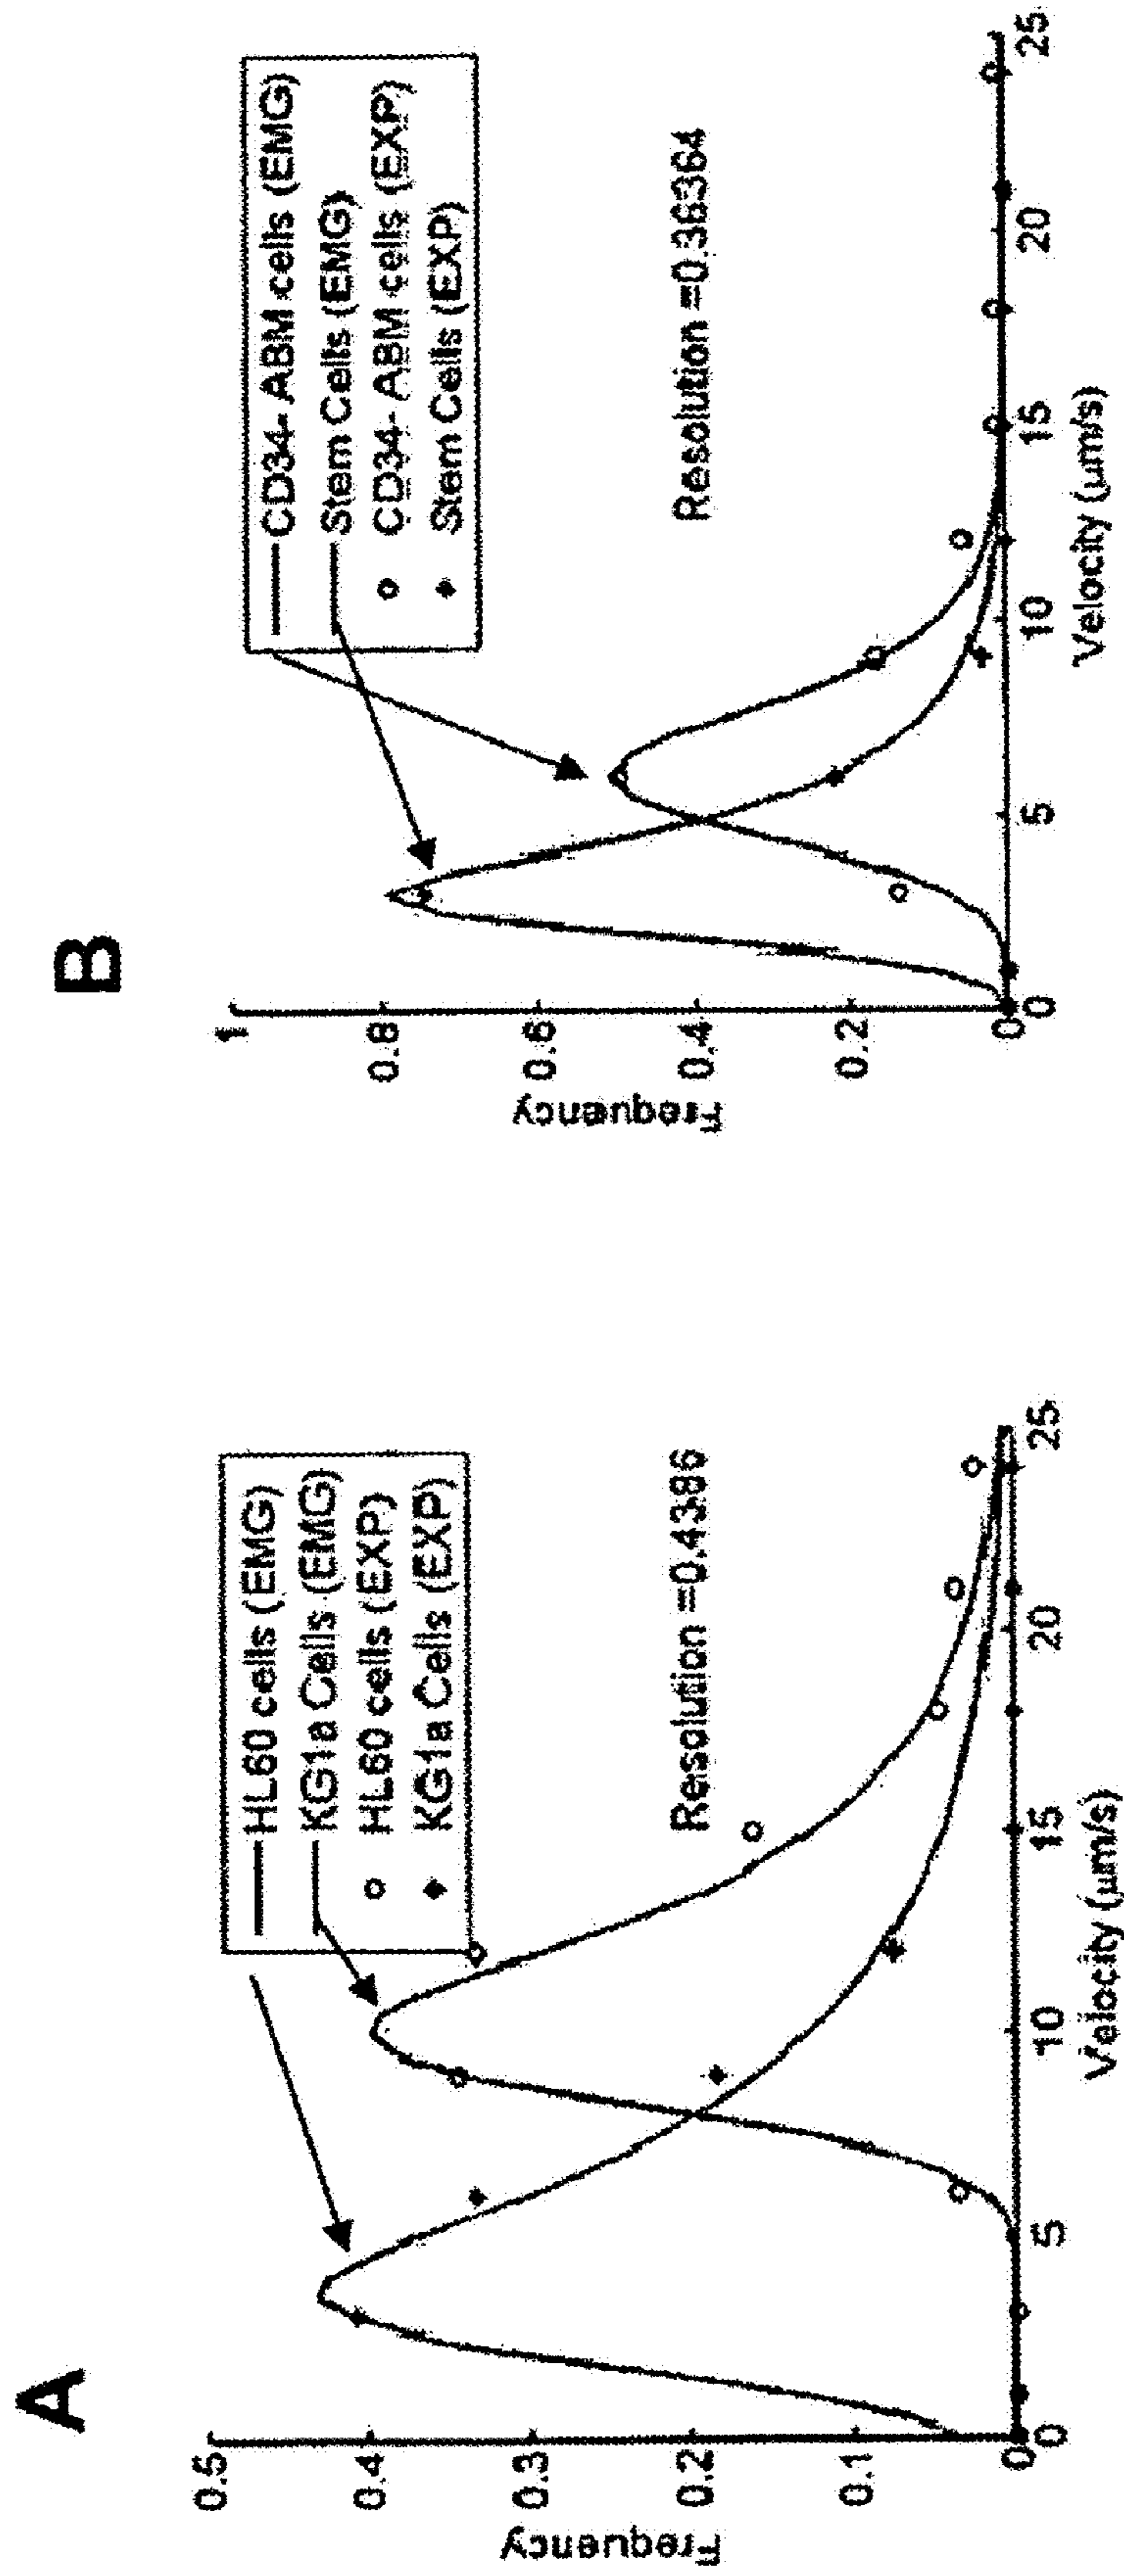 A
HL60 cells (EMG)
KG1a Cells (EMG)
HL60 cells (EXP)
KG1a Cells (EXP)
Resolution =0.4386
Frequency
0.5
0.4
0.3
0.2
0.1
0
0
5
10
15
20
25
Velocity (µm/s)
B
CD34- ABM cells (EMG)
Stem Cells (EMG)
CD34- ABM cells (EXP)
Stem Cells (EXP)
Resolution =0.36364
Frequency
1
0.8
0.6
0.4
0.2
0
0
5
10
15
20
25
Velocity (µm/s)